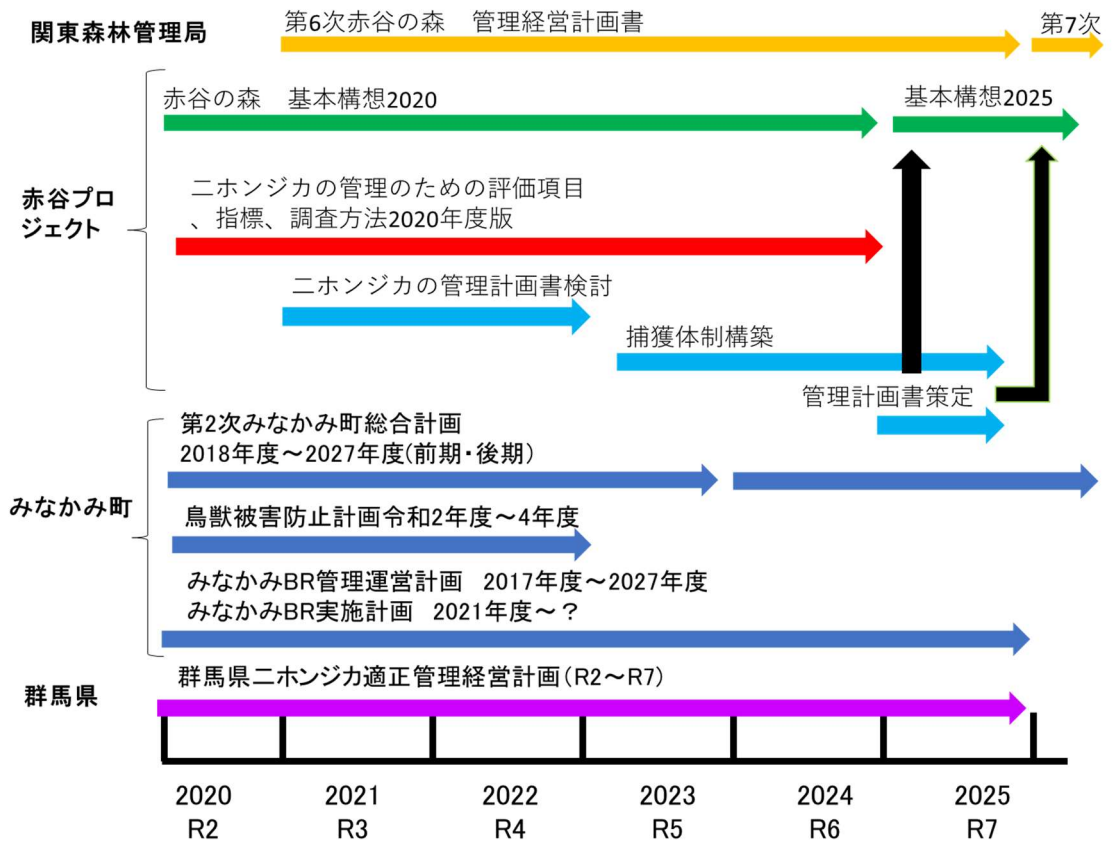 関東森林管理局
第6次赤谷の森　管理経営計画書
第7次
赤谷の森　基本構想2020
基本構想2025
赤谷プロ
ジェクト
二ホンジカの管理のための評価項目
、指標、調査方法2020年度版
二ホンジカの管理計画書検討
捕獲体制構築
管理計画書策定
みなかみ町
第2次みなかみ町総合計画
2018年度～2027年度(前期・後期)
鳥獣被害防止計画令和2年度～4年度
みなかみBR管理運営計画　2017年度～2027年度
みなかみBR実施計画　2021年度～？
群馬県
群馬県二ホンジカ適正管理経営計画（R2～R7）
2020 2021 2022 2023 2024 2025
R2 R3 R4 R5 R6 R7